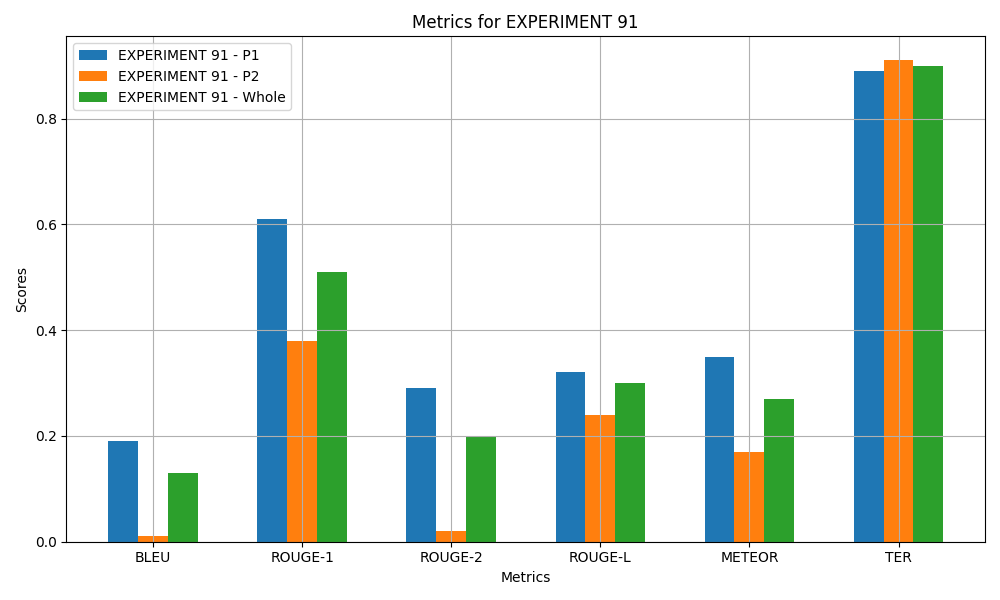 Metrics for EXPERIMENT 91
EXPERIMENT 91 - P1
EXPERIMENT 91 - P2
EXPERIMENT 91 - Whole
Scores
0.8
0.6
0.4
0.2
0.0
BLEU
ROUGE-1
ROUGE-2
ROUGE-L
METEOR
TER
Metrics